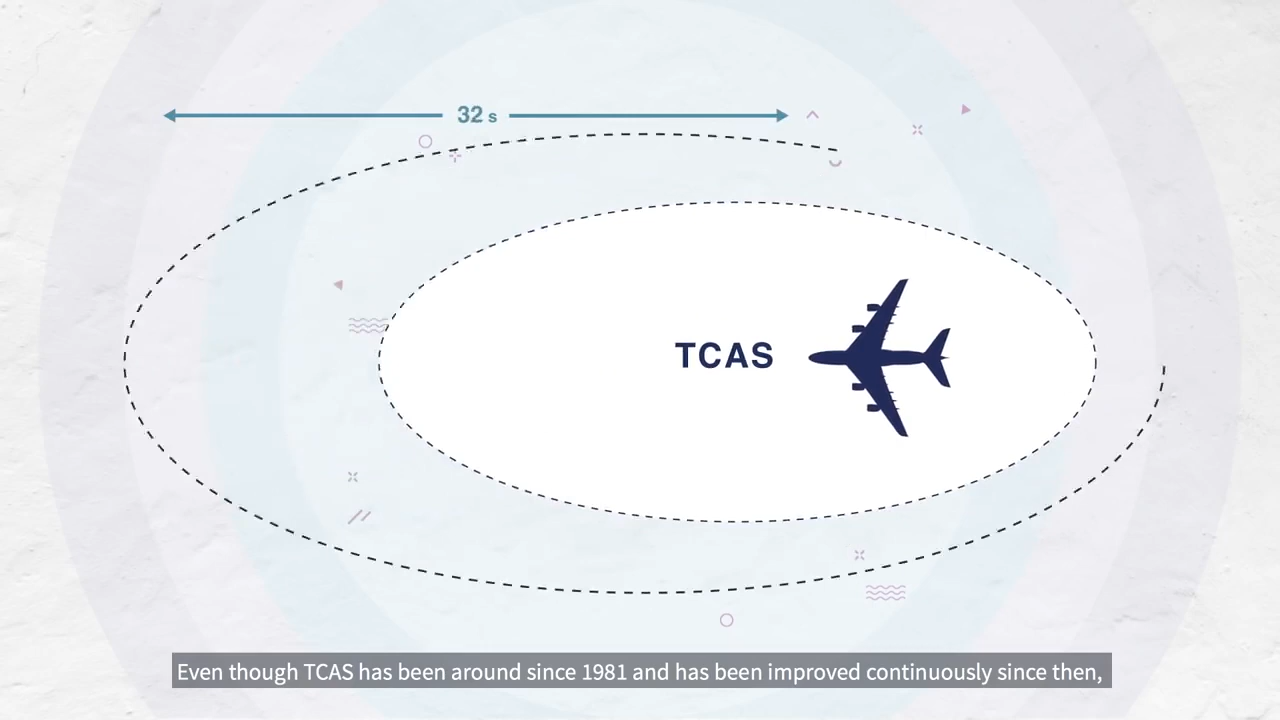 32 s
TCAS
Even though TCAS has been around since 1981 and has been improved continuously since then,